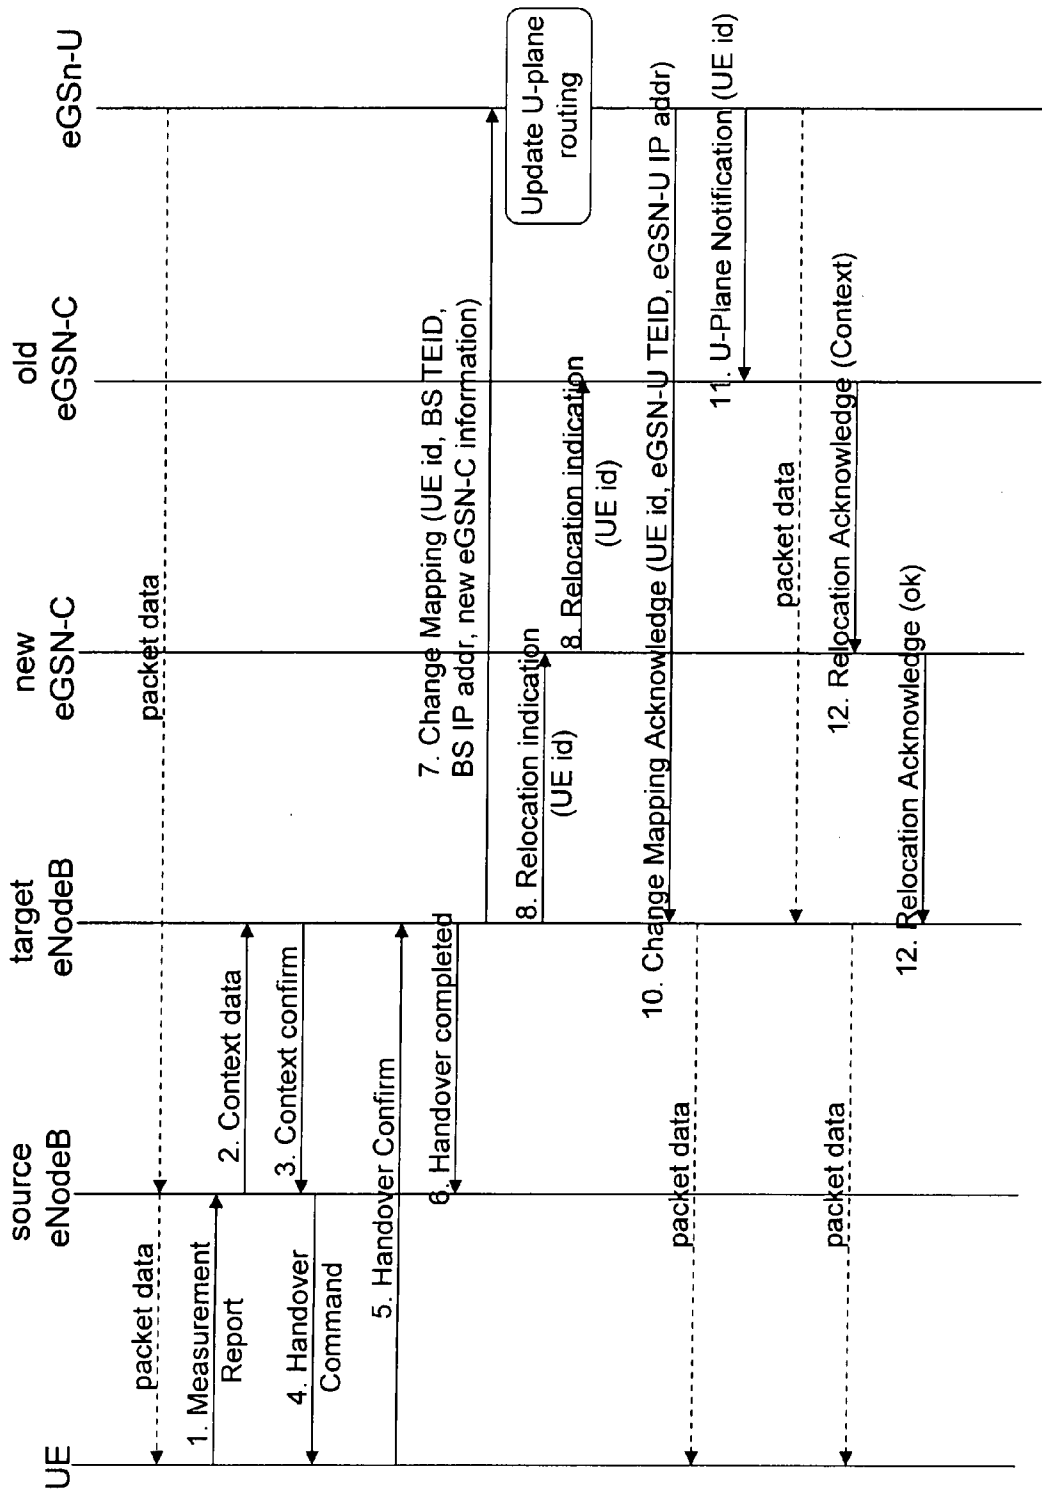 UE
source
eNodeB
target
eNodeB
new
eGSN-C
old
eGSN-C
eGSn-U
packet data
packet data
1. Measurement
Report
2. Context data
3. Context confirm
4. Handover
Command
5. Handover Confirm
6. Handover completed
7. Change Mapping (UE id, BS TEID,
BS IP addr, new eGSN-C information)
Update U-plane
routing
8. Relocation indication
(UE id)
8. Relocation indication
(UE id)
10. Change Mapping Acknowledge (UE id, eGSN-U TEID, eGSN-U IP addr)
packet data
11. U-Plane Notification (UE id)
packet data
packet data
12. Relocation Acknowledge (Context)
12. Relocation Acknowledge (ok)